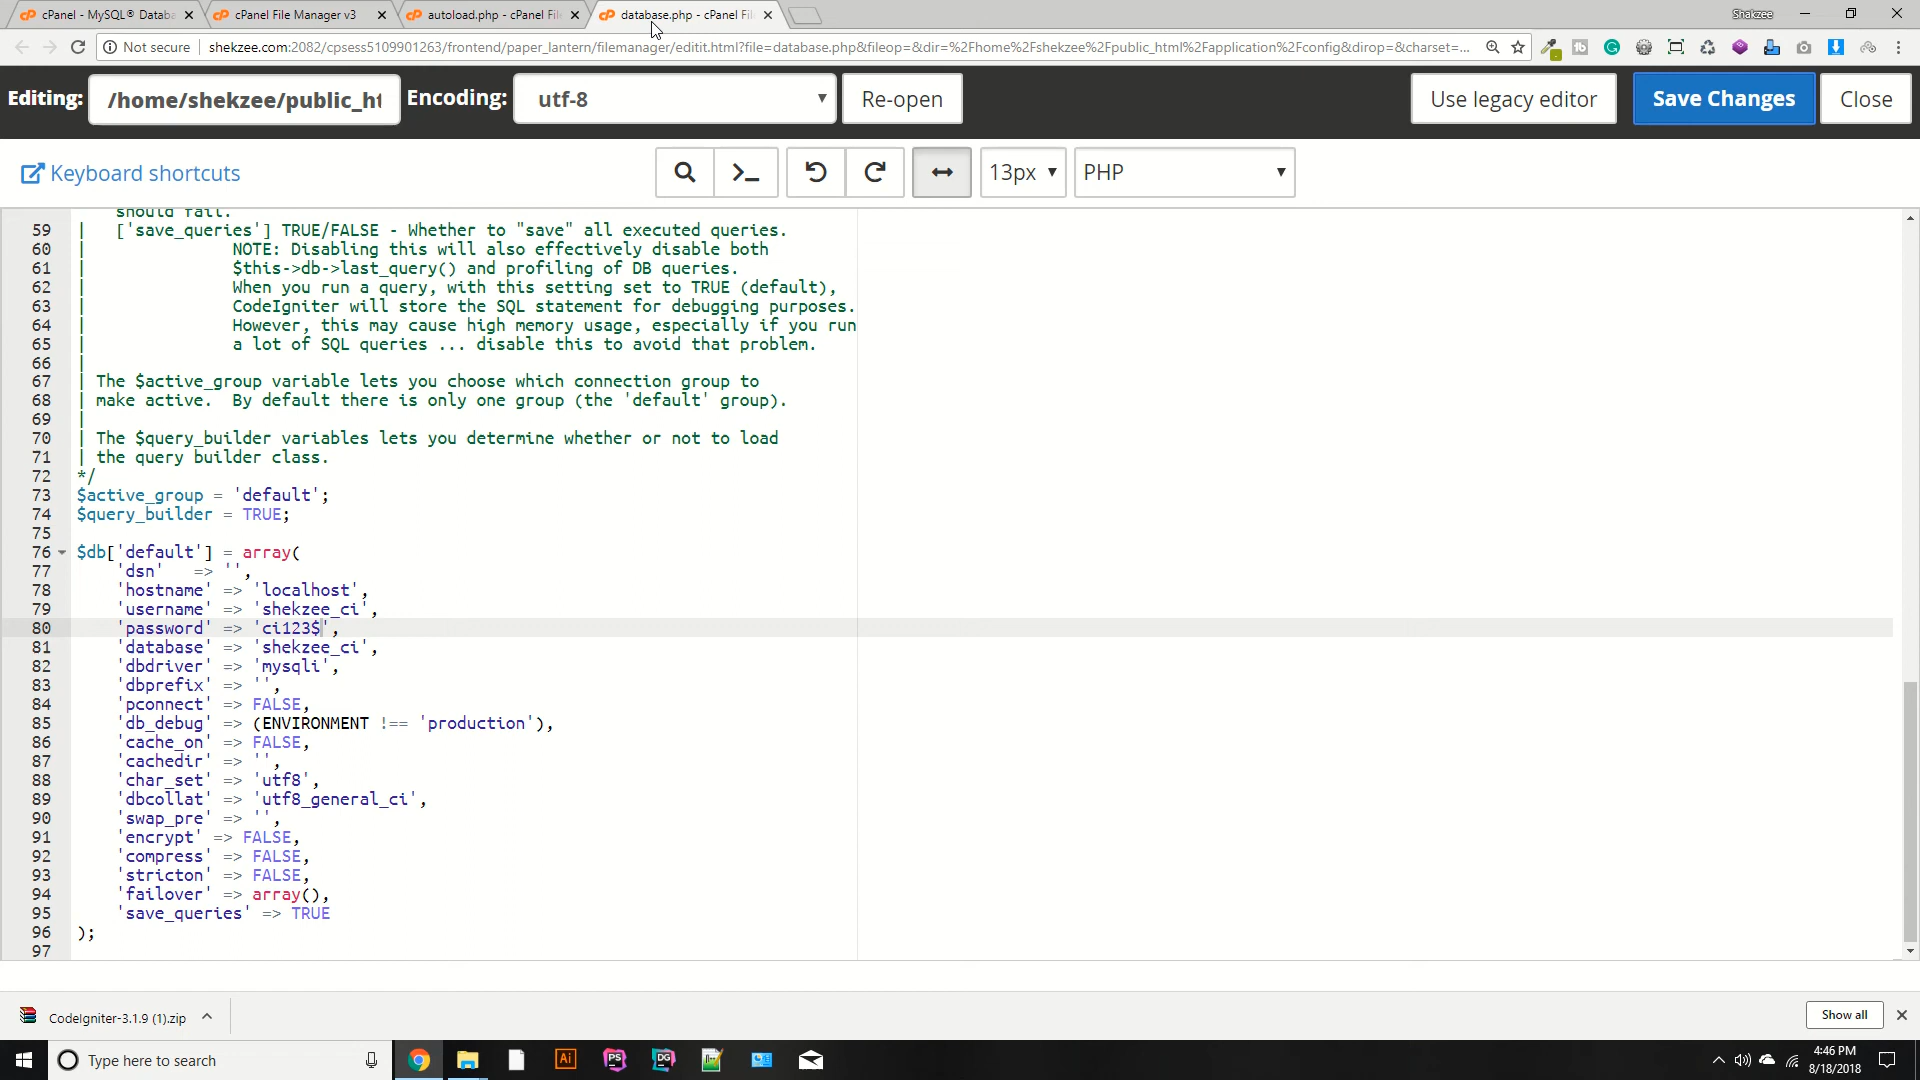 cPanel - MySQL® Databa
cPanel File Manager v3
autoload.php - cPanel Fil
database.php - cPanel Fil
Shakzee
Not secure
shekzee.com:2082/cpsess5109901263/frontend/paper_lantern/filemanager/editit.html?file=database.php&fileop=&dir=%2Fhome%2Fshekzee%2Fpublic_html%2Fapplication%2Fconfig&dirop=&charset=...
Editing:
/home/shekzee/public_ht
Encoding:
utf-8
Re-open
Use legacy editor
Save Changes
Close
Keyboard shortcuts
13px
PHP
should fail.
59 | ['save_queries'] TRUE/FALSE - Whether to "save" all executed queries.
60 | NOTE: Disabling this will also effectively disable both
61 | $this->db->last_query() and profiling of DB queries.
62 | When you run a query, with this setting set to TRUE (default),
63 | CodeIgniter will store the SQL statement for debugging purposes.
64 | However, this may cause high memory usage, especially if you run
65 | a lot of SQL queries ... disable this to avoid that problem.
66 |
67 | The $active_group variable lets you choose which connection group to
68 | make active.  By default there is only one group (the 'default' group).
69 |
70 | The $query_builder variables lets you determine whether or not to load
71 | the query builder class.
72 */
73 $active_group = 'default';
74 $query_builder = TRUE;
75
76 $db['default'] = array(
77 'dsn'   => '',
78 'hostname' => 'localhost',
79 'username' => 'shekzee_ci',
80 'password' => 'ci123$',
81 'database' => 'shekzee_ci',
82 'dbdriver' => 'mysqli',
83 'dbprefix' => '',
84 'pconnect' => FALSE,
85 'db_debug' => (ENVIRONMENT !== 'production'),
86 'cache_on' => FALSE,
87 'cachedir' => '',
88 'char_set' => 'utf8',
89 'dbcollat' => 'utf8_general_ci',
90 'swap_pre' => '',
91 'encrypt' => FALSE,
92 'compress' => FALSE,
93 'stricton' => FALSE,
94 'failover' => array(),
95 'save_queries' => TRUE
96 );
97
CodeIgniter-3.1.9 (1).zip
Show all
Type here to search
Ai
PS
DG
4:46 PM
8/18/2018